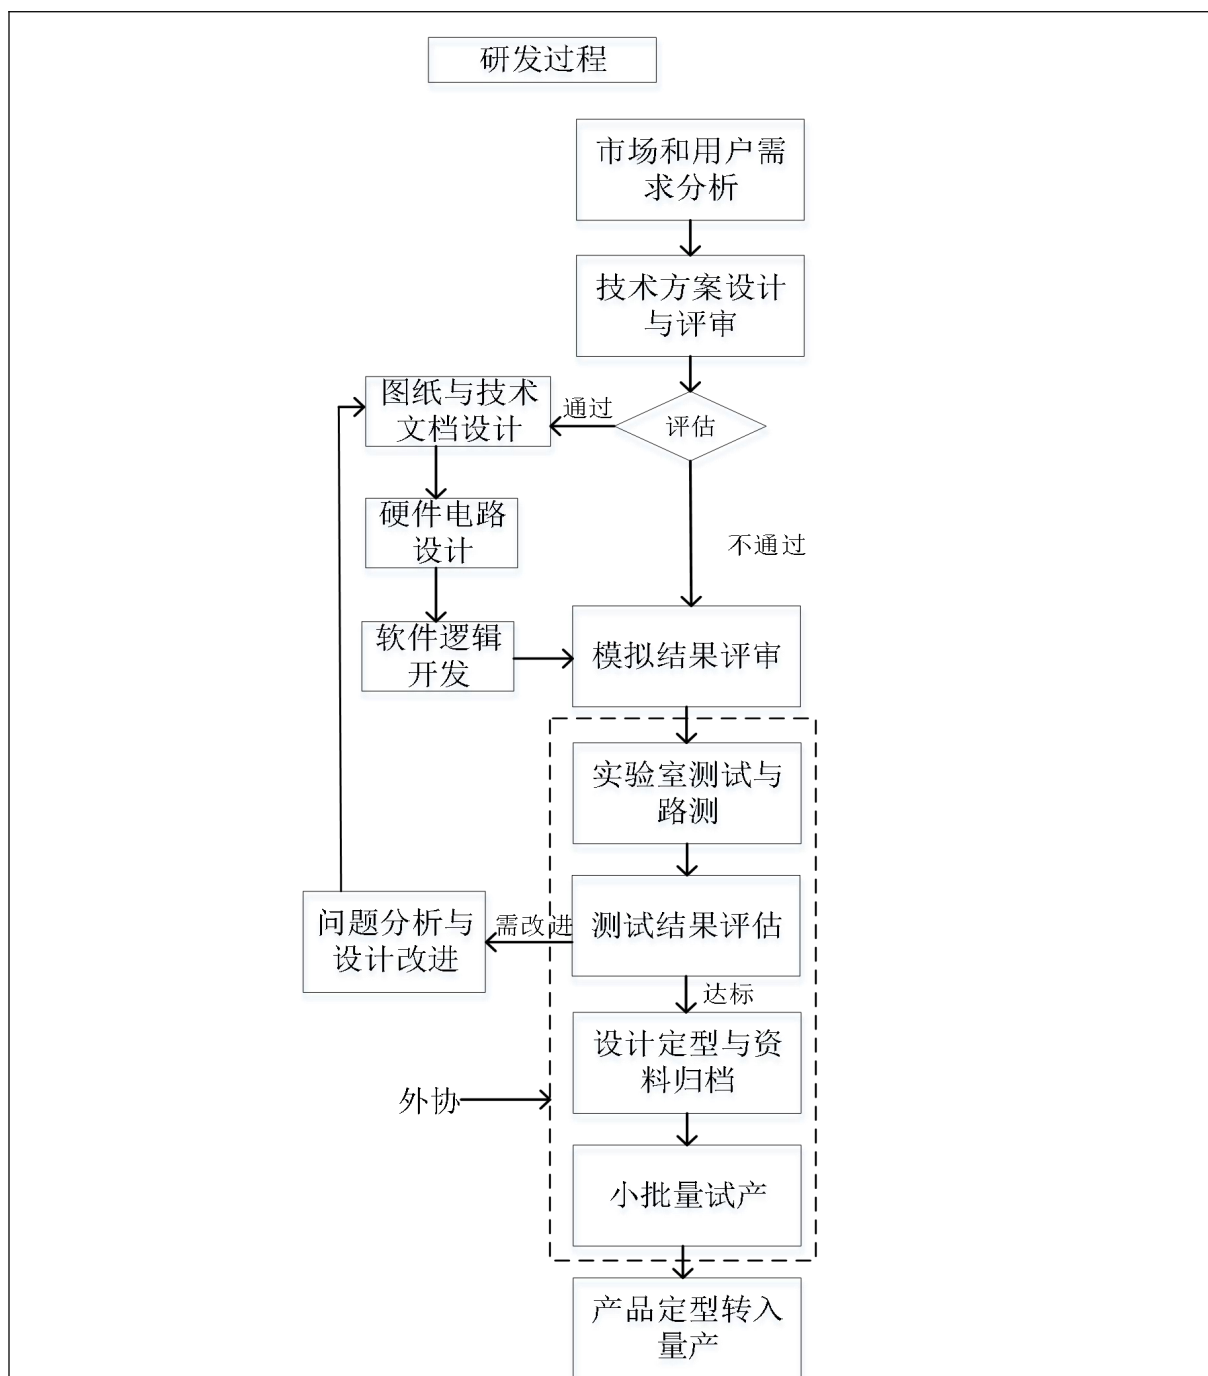 研发过程
市场和用户需
求分析
技术方案设计
与评审
评估
通过
图纸与技术
文档设计
硬件电路
设计
不通过
软件逻辑
开发
模拟结果评审
实验室测试与
路测
测试结果评估
需改进
问题分析与
设计改进
达标
设计定型与资
料归档
外协
小批量试产
产品定型转入
量产